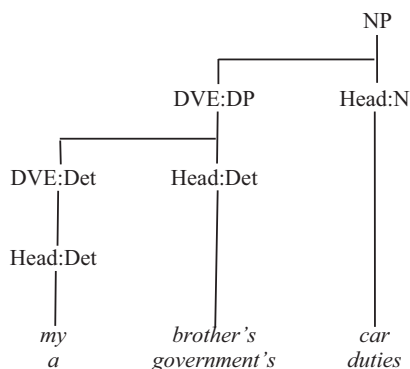 NP
DVE:DP Head:N
DVE:Det Head:Det
Head:Det
my brother’s car
a government’s duties